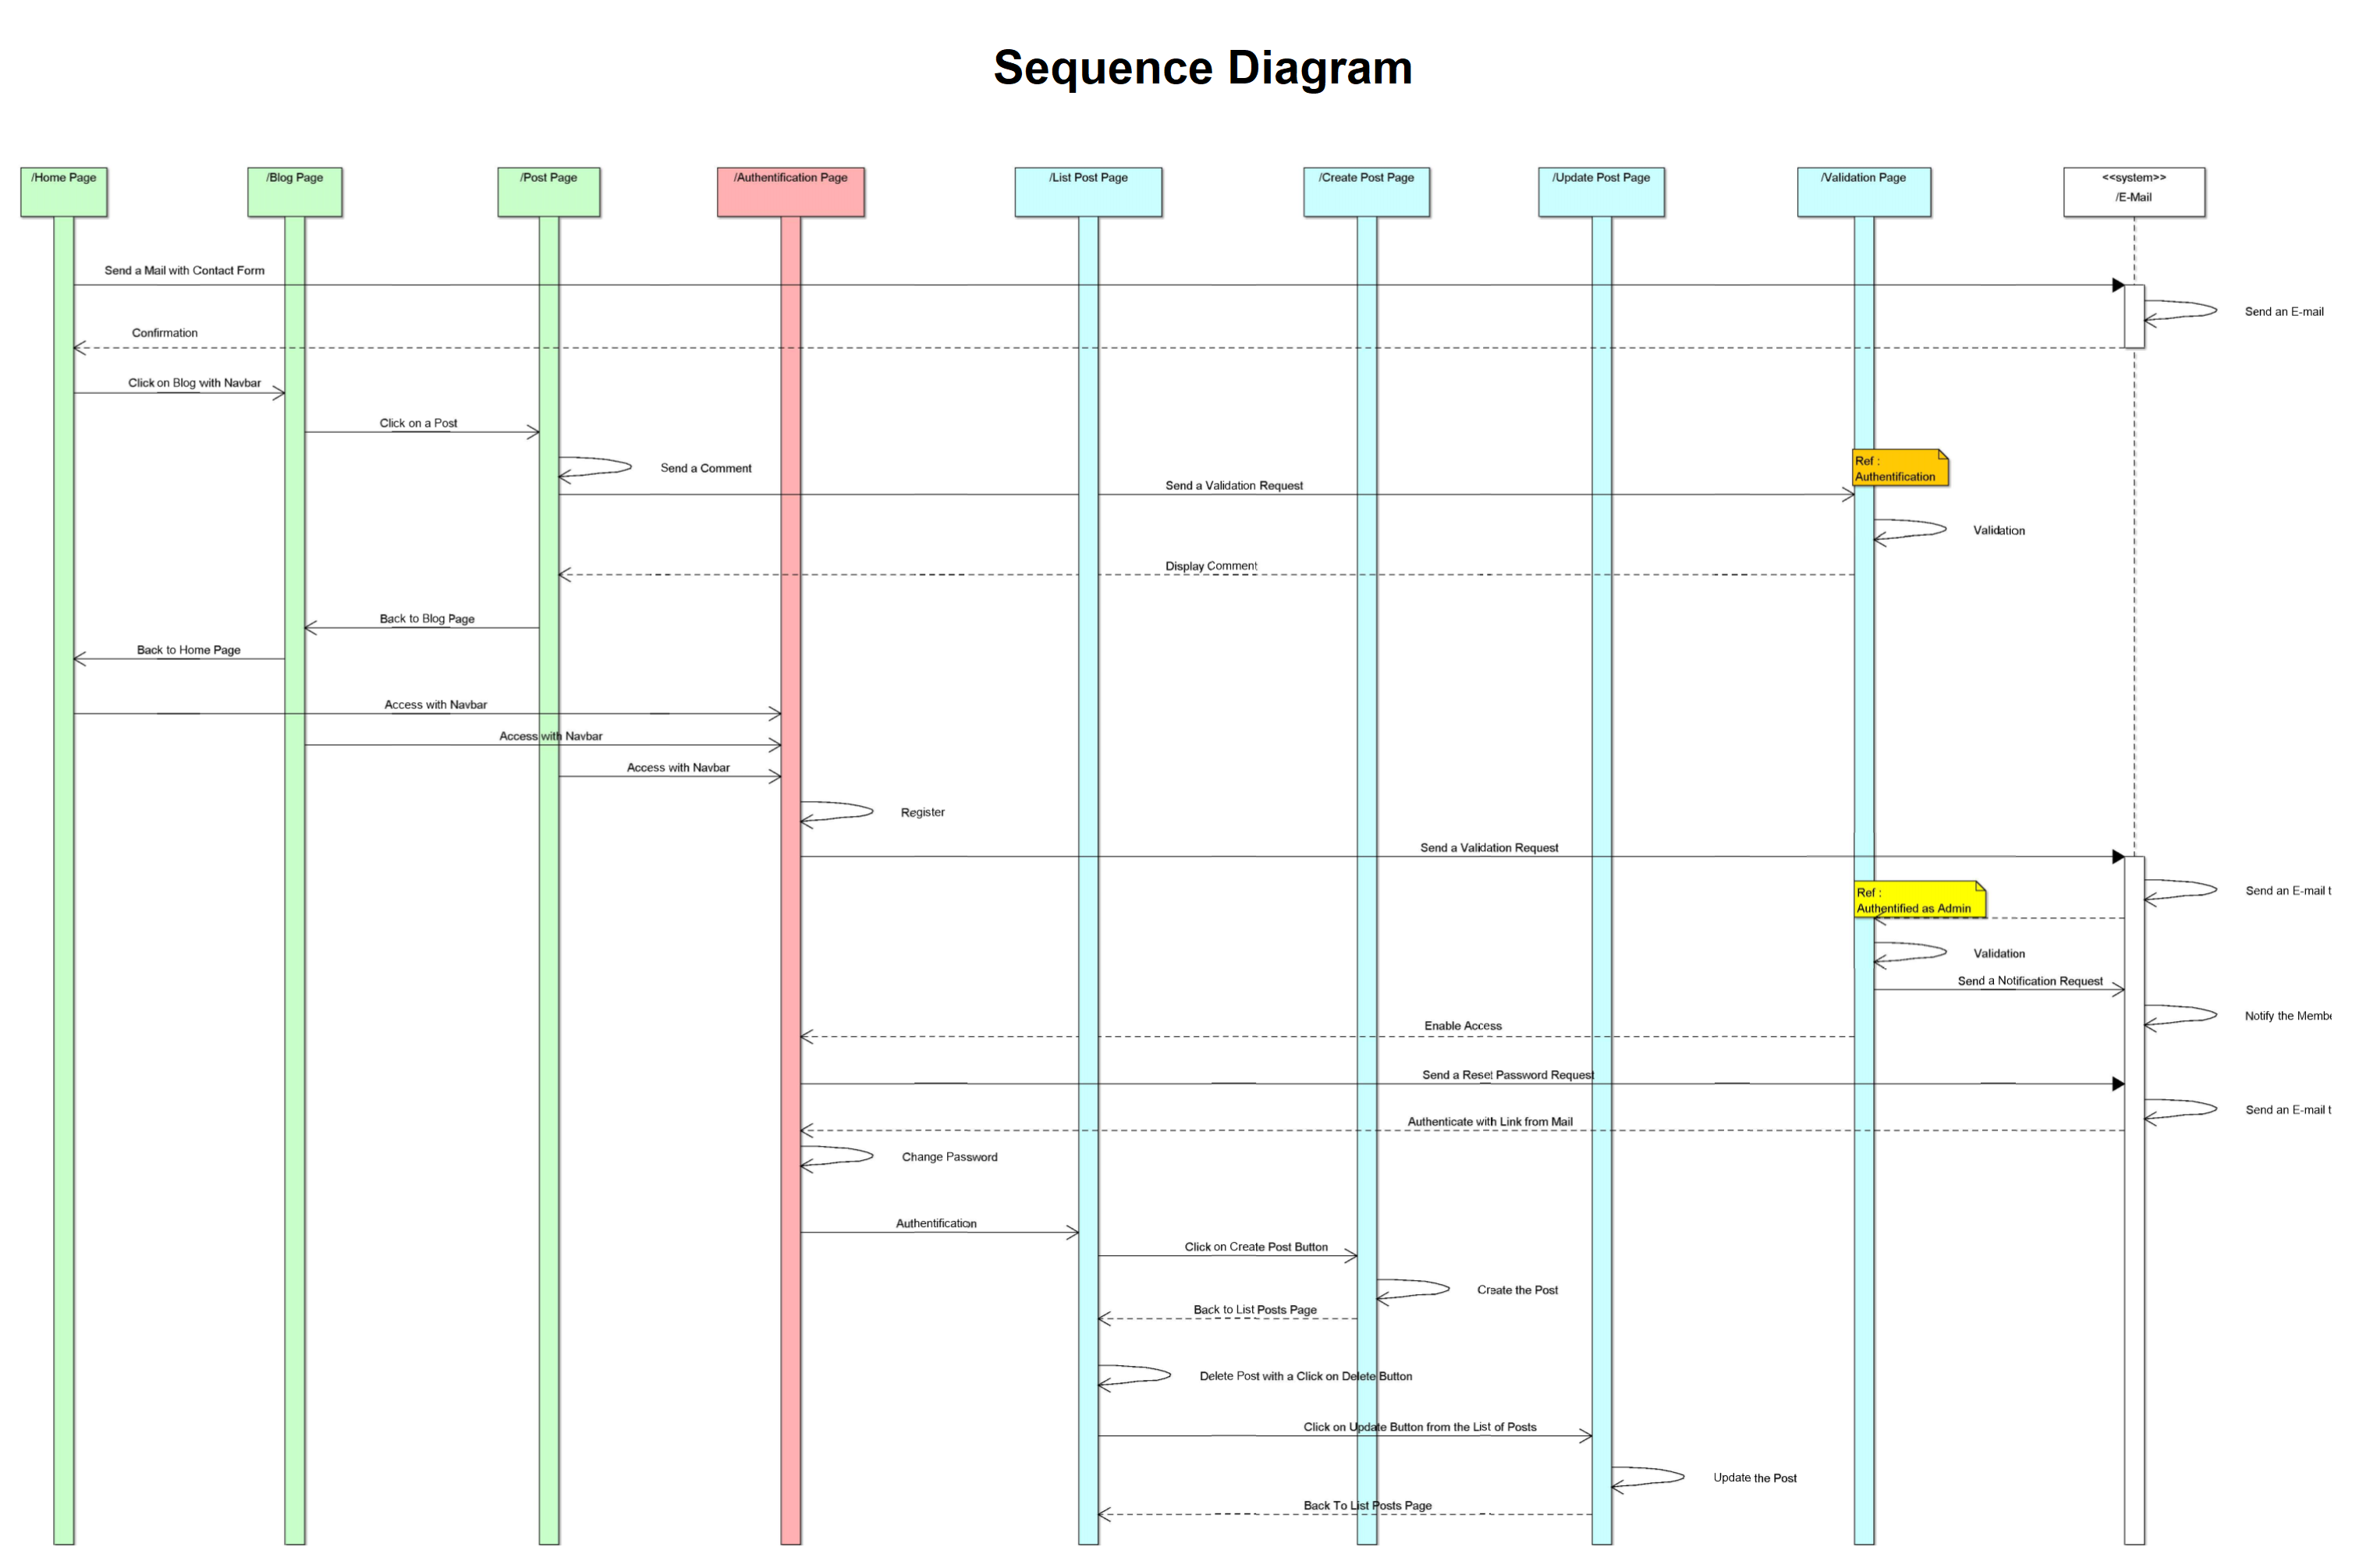 Sequence Diagram
/Home Page
/Blog Page
/Post Page
/Authentification Page
/List Post Page
/Create Post Page
/Update Post Page
/Validation Page
<<system>>
/E-Mail
Send a Mail with Contact Form
Send an E-mail
Confirmation
Click on Blog with Navbar
Click on a Post
Send a Comment
Ref :
Authentification
Send a Validation Request
Validation
Display Comment
Back to Blog Page
Back to Home Page
Access with Navbar
Access with Navbar
Access with Navbar
Register
Send a Validation Request
Send an E-mail t
Ref :
Authentified as Admin
Validation
Send a Notification Request
Notify the Membe
Enable Access
Send a Reset Password Request
Send an E-mail t
Authenticate with Link from Mail
Change Password
Authentification
Click on Create Post Button
Create the Post
Back to List Posts Page
Delete Post with a Click on Delete Button
Click on Update Button from the List of Posts
Update the Post
Back To List Posts Page